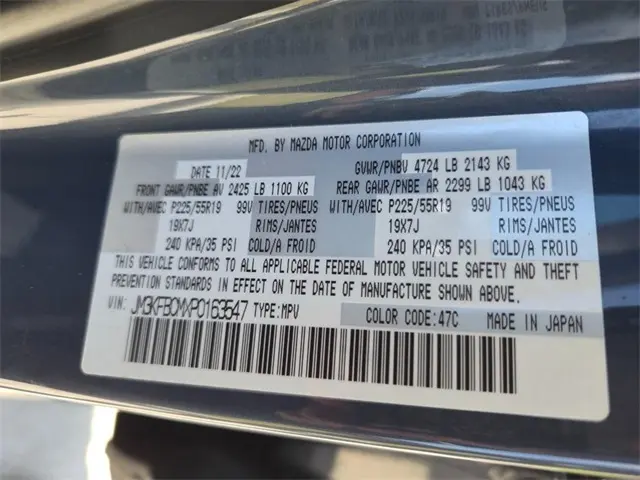 MFD. BY MAZDA MOTOR CORPORATION
DATE 11/22 GVWR/PNBV 4724 LB 2143 KG
FRONT GAWR/PNBE AV 2425 LB 1100 KG REAR GAWR/PNBE AR 2299 LB 1043 KG
WITH/AVEC P225/55R19 99V TIRES/PNEUS WITH/AVEC P225/55R19 99V TIRES/PNEUS
19X7J RIMS/JANTES 19X7J RIMS/JANTES
240 KPA/35 PSI COLD/A FROID 240 KPA/35 PSI COLD/A FROID
THIS VEHICLE CONFORMS TO ALL APPLICABLE FEDERAL MOTOR VEHICLE SAFETY AND THEFT
PREVENTION STANDARDS IN EFFECT ON THE DATE OF MANUFACTURE SHOWN ABOVE.
VIN: JM3KFBCMXP0163547 TYPE:MPV COLOR CODE:47C MADE IN JAPAN